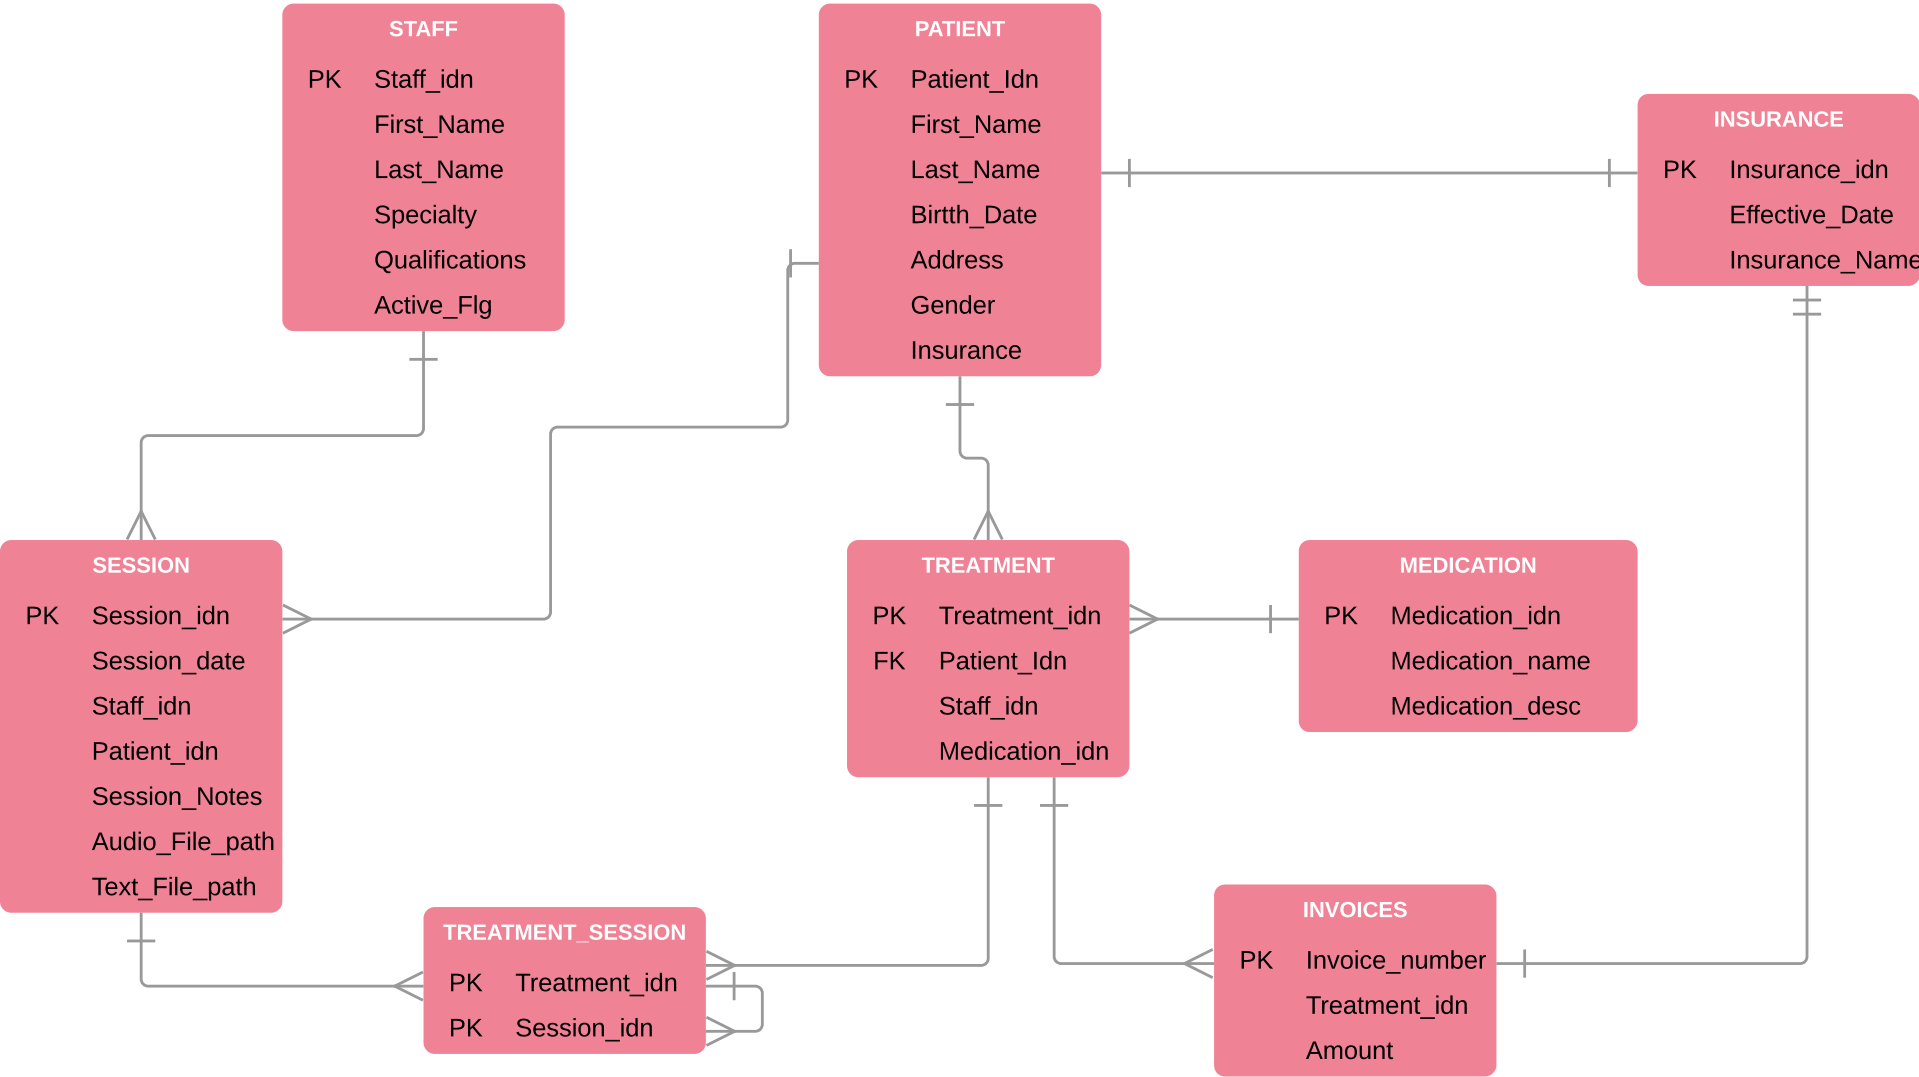 STAFF
PK Staff_idn
First_Name
Last_Name
Specialty
Qualifications
Active_Flg
PATIENT
PK Patient_Idn
First_Name
Last_Name
Birtth_Date
Address
Gender
Insurance
INSURANCE
PK Insurance_idn
Effective_Date
Insurance_Name
SESSION
PK Session_idn
Session_date
Staff_idn
Patient_idn
Session_Notes
Audio_File_path
Text_File_path
TREATMENT
PK Treatment_idn
FK Patient_Idn
Staff_idn
Medication_idn
MEDICATION
PK Medication_idn
Medication_name
Medication_desc
TREATMENT_SESSION
PK Treatment_idn
PK Session_idn
INVOICES
PK Invoice_number
Treatment_idn
Amount